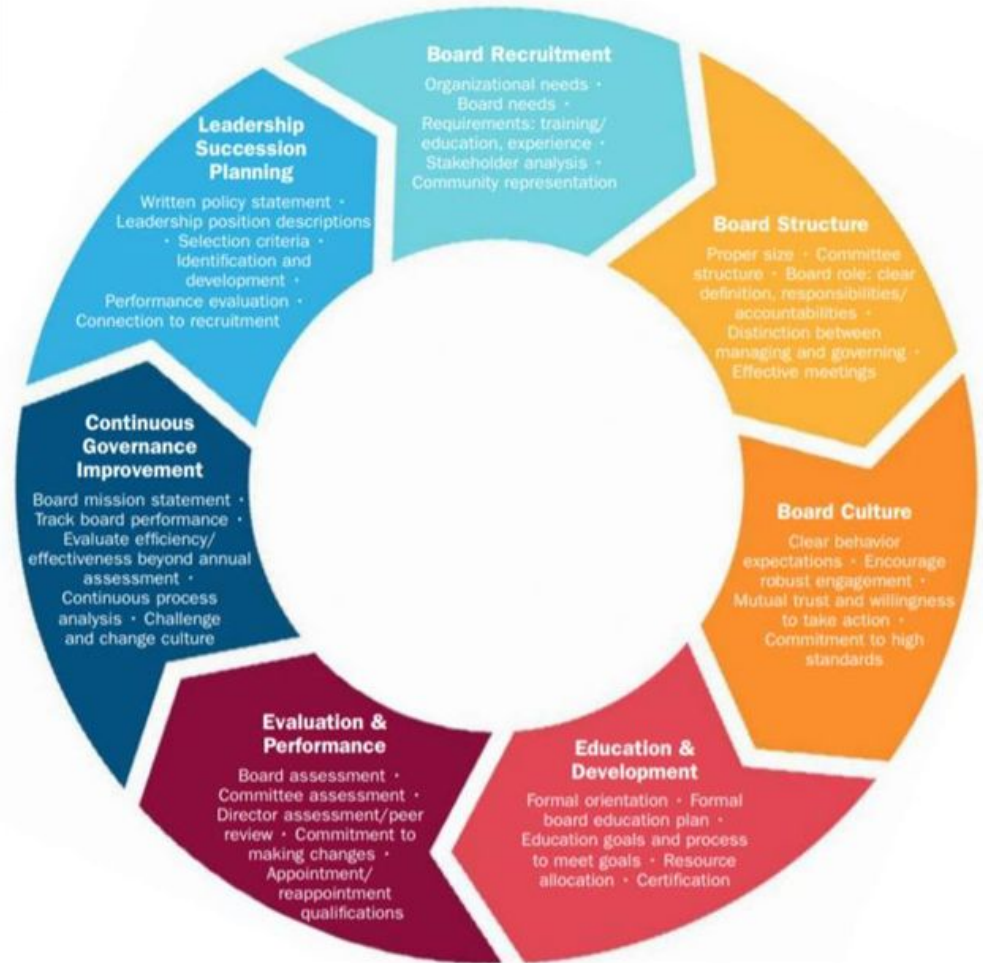 Board Recruitment
Organizational needs ·
Board needs ·
Requirements: training/
education, experience ·
Stakeholder analysis ·
Community representation
Board Structure
Proper size · Committee
structure · Board role: clear
definition, responsibilities/
accountabilities ·
Distinction between
managing and governing ·
Effective meetings
Board Culture
Clear behavior
expectations · Encourage
robust engagement ·
Mutual trust and willingness
to take action ·
Commitment to high
standards
Education &
Development
Formal orientation · Formal
board education plan ·
Education goals and process
to meet goals · Resource
allocation · Certification
Evaluation &
Performance
Board assessment ·
Committee assessment ·
Director assessment/peer
review · Commitment to
making changes ·
Appointment/
reappointment
qualifications
Continuous
Governance
Improvement
Board mission statement ·
Track board performance ·
Evaluate efficiency/
effectiveness beyond annual
assessment ·
Continuous process
analysis · Challenge
and change culture
Leadership
Succession
Planning
Written policy statement ·
Leadership position descriptions
· Selection criteria ·
Identification and
development ·
Performance evaluation ·
Connection to recruitment